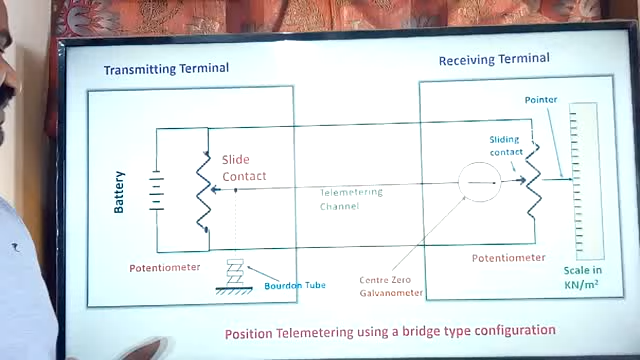 Transmitting Terminal
Receiving Terminal
Pointer
Sliding
contact
Slide
Contact
Battery
Telemetering
Channel
Potentiometer
Bourdon Tube
Centre Zero
Galvanometer
Potentiometer
Scale in
KN/m²
Position Telemetering using a bridge type configuration